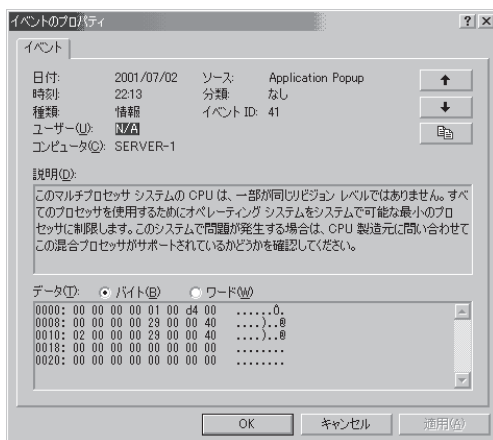 イベントのプロパティ
イベント
日付: 2001/07/02 ソース: Application Popup
時刻: 22:13 分類: なし
種類: 情報 イベント ID: 41
ユーザー(U): N/A
コンピュータ(C): SERVER-1
説明(D):
このマルチプロセッサ システムの CPU は、一部が同じリビジョン レベルではありません。すべ
てのプロセッサを使用するためにオペレーティング システムをシステムで可能な最小のプロ
セッサに制限します。このシステムで問題が発生する場合は、CPU 製造元に問い合わせて
この混合プロセッサがサポートされているかどうかを確認してください。
データ(T): バイト(B) ワード(W)
0000: 00 00 00 00 01 00 d4 00 ......Ô.
0008: 00 00 00 00 29 00 00 40 ....)..@
0010: 02 00 00 00 29 00 00 40 ....)..@
0018: 00 00 00 00 00 00 00 00 ........
0020: 00 00 00 00 00 00 00 00 ........
OK キャンセル 適用(A)